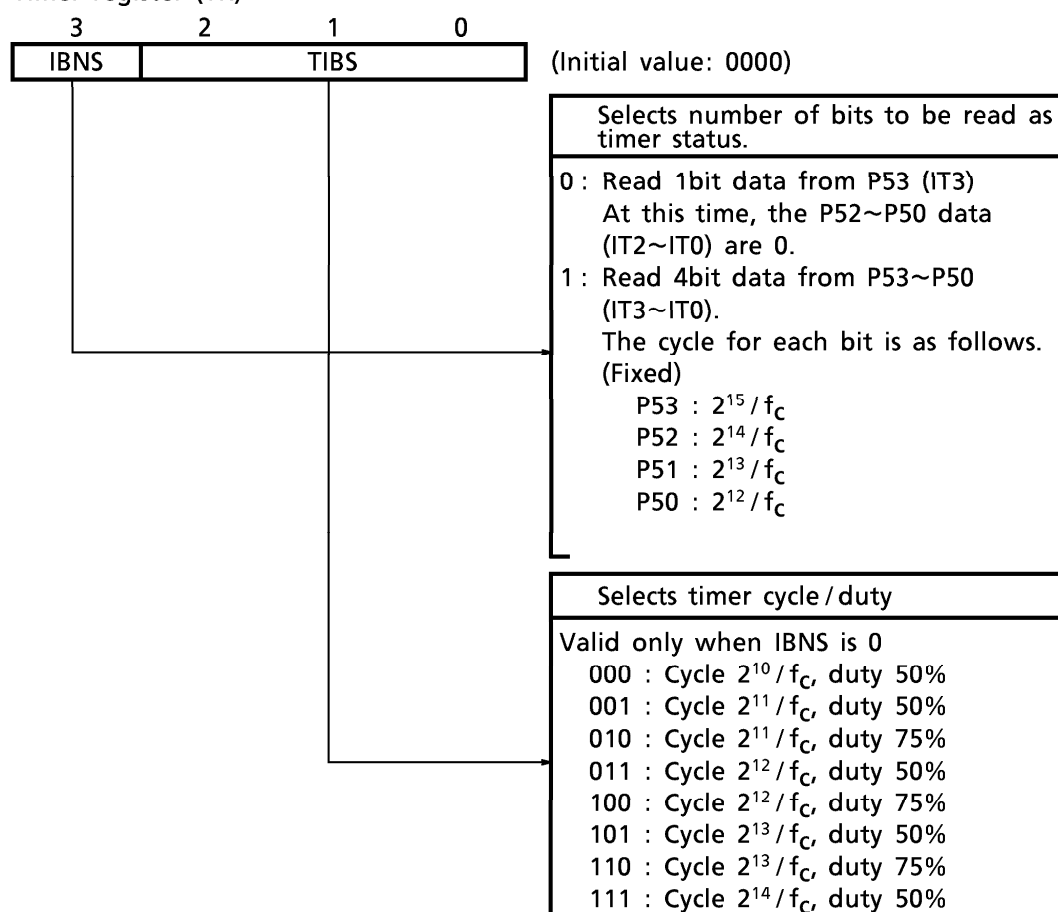 3 2 1 0
IBNS TIBS (Initial value: 0000)
Selects number of bits to be read as
timer status.
0 : Read 1bit data from P53 (IT3)
At this time, the P52~P50 data
(IT2~IT0) are 0.
1 : Read 4bit data from P53~P50
(IT3~IT0).
The cycle for each bit is as follows.
(Fixed)
P53 : 2¹⁵/fC
P52 : 2¹⁴/fC
P51 : 2¹³/fC
P50 : 2¹²/fC
Selects timer cycle/duty
Valid only when IBNS is 0
000 : Cycle 2¹⁰/fC, duty 50%
001 : Cycle 2¹¹/fC, duty 50%
010 : Cycle 2¹¹/fC, duty 75%
011 : Cycle 2¹²/fC, duty 50%
100 : Cycle 2¹²/fC, duty 75%
101 : Cycle 2¹³/fC, duty 50%
110 : Cycle 2¹³/fC, duty 75%
111 : Cycle 2¹⁴/fC, duty 50%